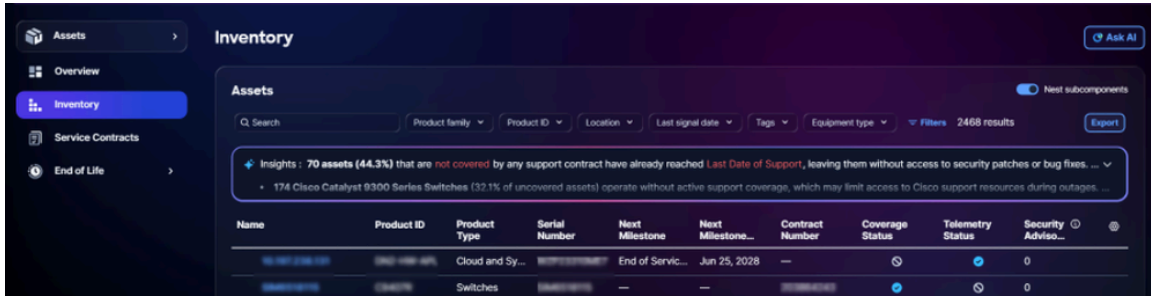 Assets
Inventory
Ask AI
Overview
Inventory
Service Contracts
End of Life
Assets
Nest subcomponents
Search
Product family
Product ID
Location
Last signal date
Tags
Equipment type
Filters
2468 results
Export
Insights : 70 assets (44.3%) that are not covered by any support contract have already reached Last Date of Support, leaving them without access to security patches or bug fixes. ...
• 174 Cisco Catalyst 9300 Series Switches (32.1% of uncovered assets) operate without active support coverage, which may limit access to Cisco support resources during outages. ...
Name Product ID Product Type Serial Number Next Milestone Next Milestone... Contract Number Coverage Status Telemetry Status Security Adviso...
Cloud and Sy... End of Servic... Jun 25, 2028 — 0
Switches — — 0